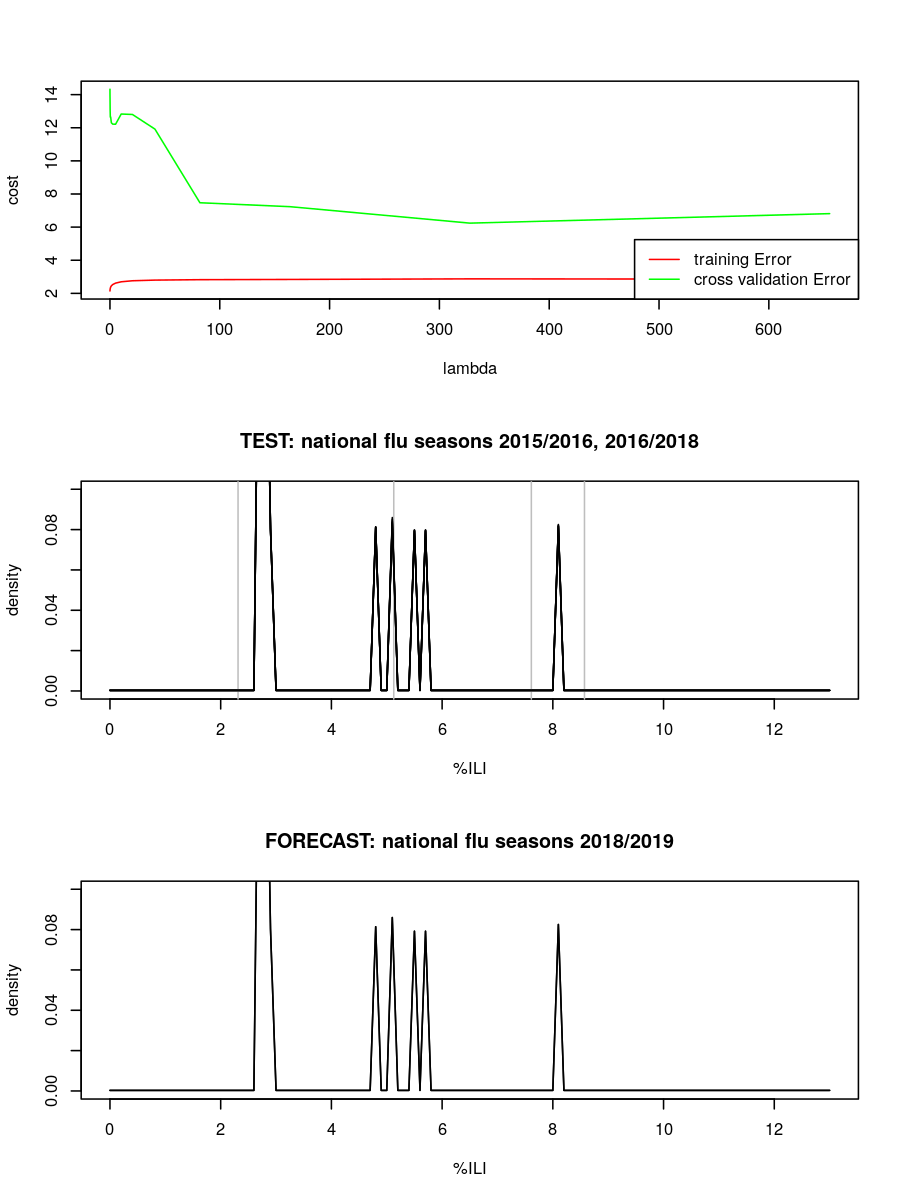 14
12
10
8
6
4
2
cost
training Error
cross validation Error
0 100 200 300 400 500 600
lambda
TEST: national flu seasons 2015/2016, 2016/2018
0.08
0.04
0.00
density
0 2 4 6 8 10 12
%ILI
FORECAST: national flu seasons 2018/2019
0.08
0.04
0.00
density
0 2 4 6 8 10 12
%ILI